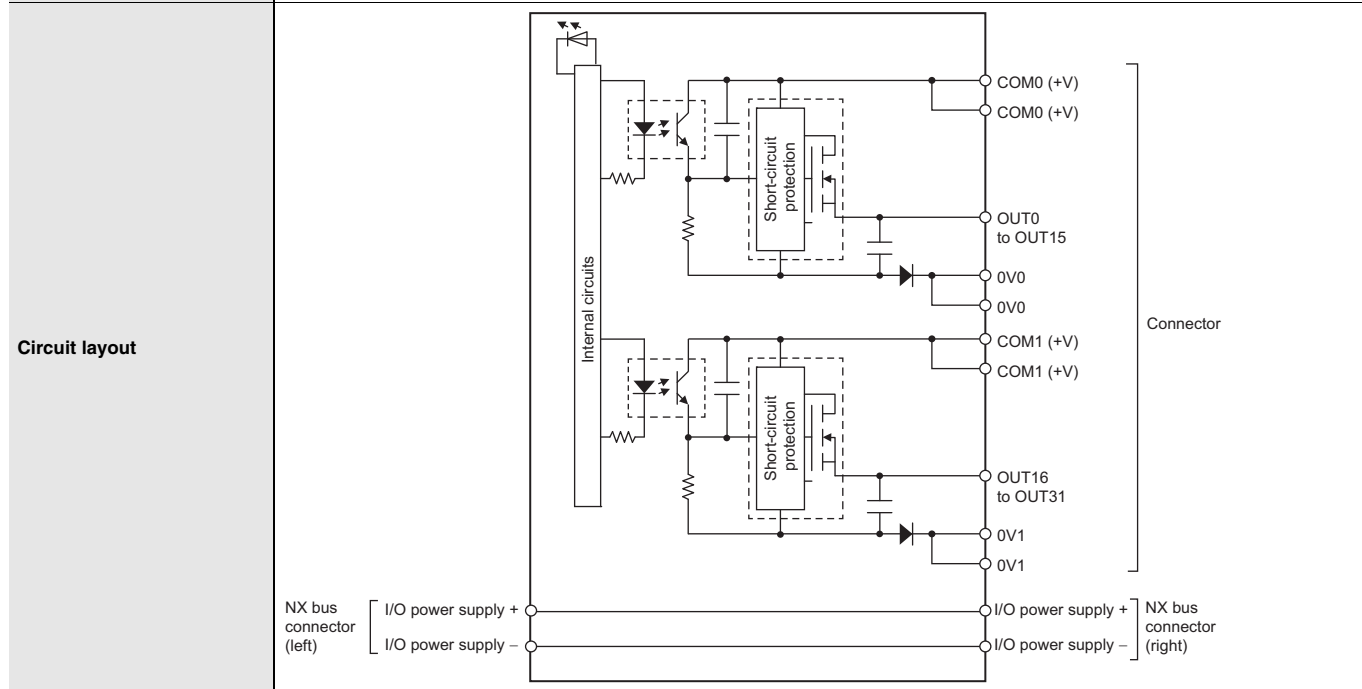 Circuit layout
Internal circuits
Short-circuit
protection
COM0 (+V)
COM0 (+V)
OUT0
to OUT15
0V0
0V0
Short-circuit
protection
COM1 (+V)
COM1 (+V)
OUT16
to OUT31
0V1
0V1
Connector
NX bus
connector
(left)
I/O power supply +
I/O power supply –
I/O power supply +
I/O power supply –
NX bus
connector
(right)